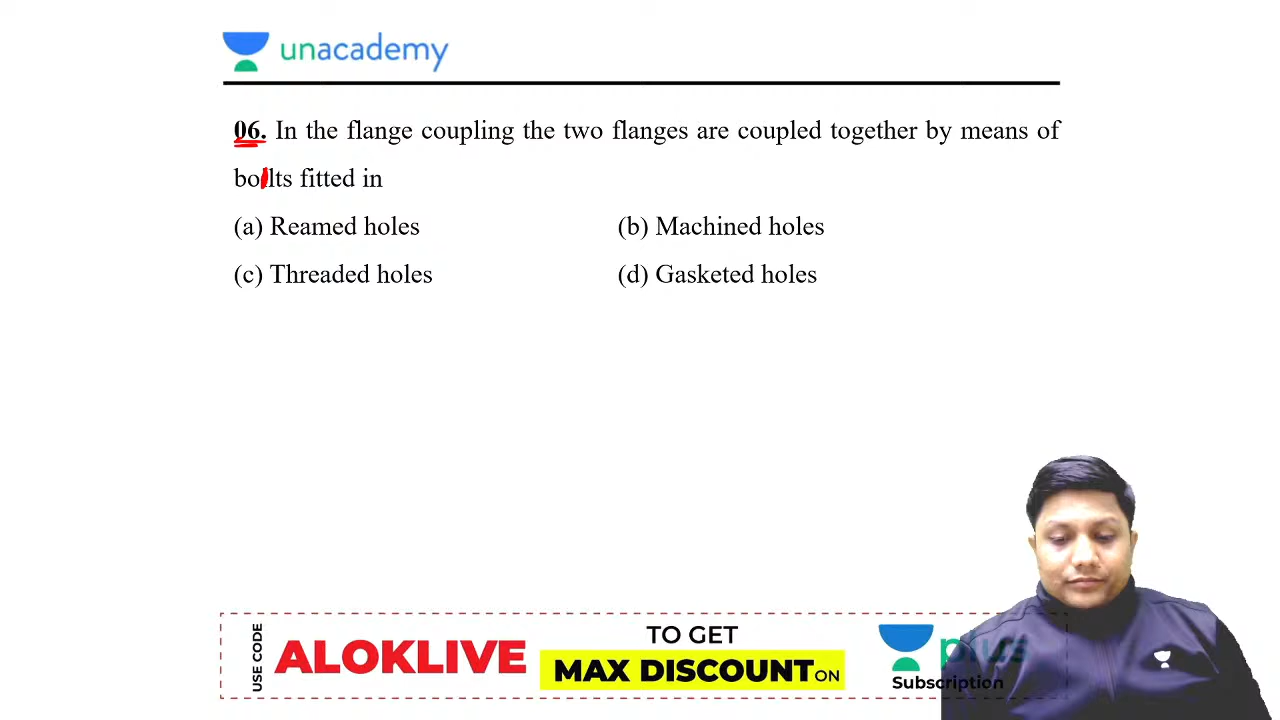 unacademy
06. In the flange coupling the two flanges are coupled together by means of
bolts fitted in
(a) Reamed holes (b) Machined holes
(c) Threaded holes (d) Gasketed holes
USE CODE
ALOKLIVE
TO GET
MAX DISCOUNT ON
plus
Subscription